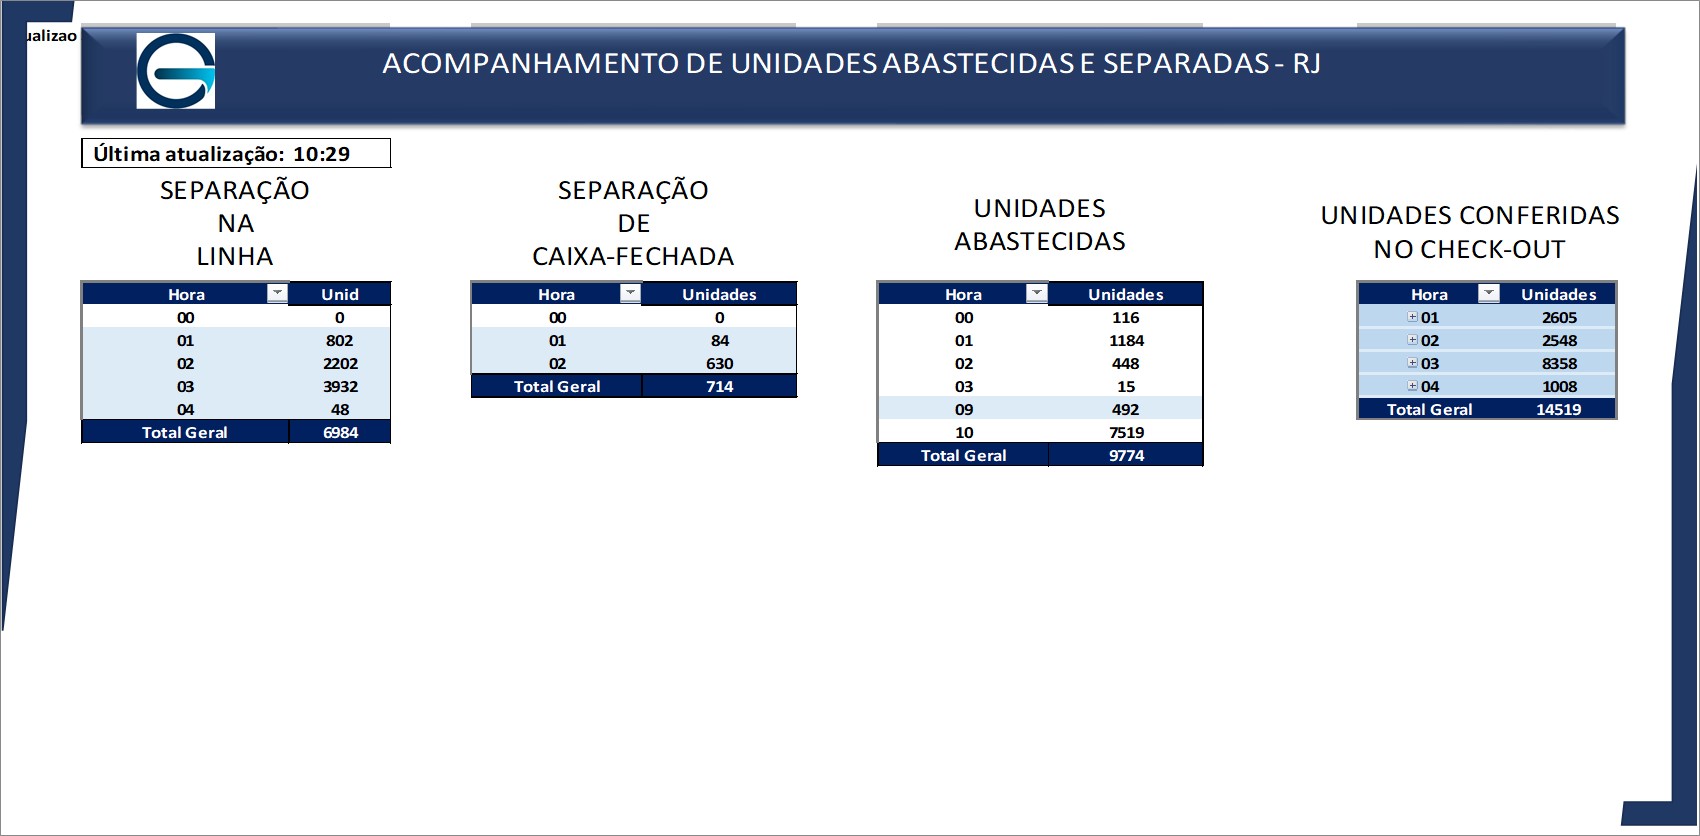 ualizao
ACOMPANHAMENTO DE UNIDADES ABASTECIDAS E SEPARADAS - RJ
Última atualização: 10:29
SEPARAÇÃO
NA
LINHA
Hora Unid
00 0
01 802
02 2202
03 3932
04 48
Total Geral 6984
SEPARAÇÃO
DE
CAIXA-FECHADA
Hora Unidades
00 0
01 84
02 630
Total Geral 714
UNIDADES
ABASTECIDAS
Hora Unidades
00 116
01 1184
02 448
03 15
09 492
10 7519
Total Geral 9774
UNIDADES CONFERIDAS
NO CHECK-OUT
Hora Unidades
01 2605
02 2548
03 8358
04 1008
Total Geral 14519